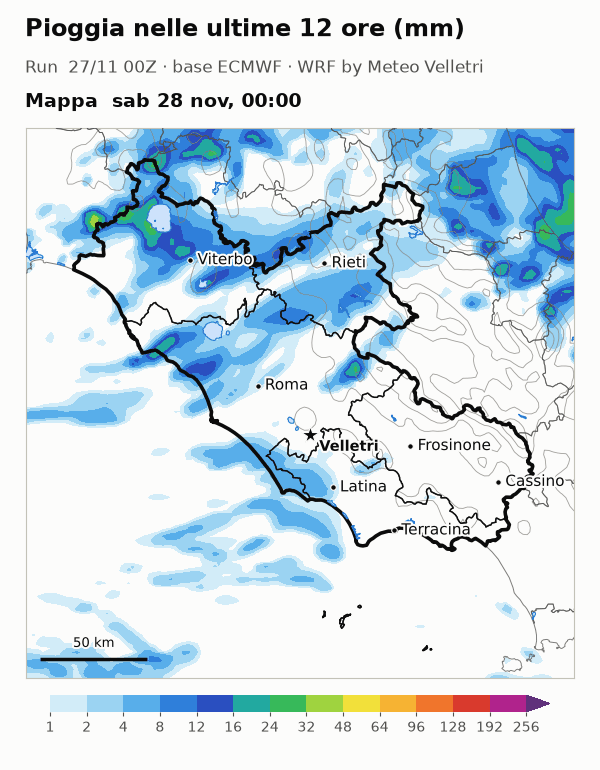 Pioggia nelle ultime 12 ore (mm)
Run 27/11 00Z · base ECMWF · WRF by Meteo Velletri
Mappa sab 28 nov, 00:00
Viterbo
Rieti
Roma
Velletri
Frosinone
Latina
Cassino
Terracina
50 km
1 2 4 8 12 16 24 32 48 64 96 128 192 256